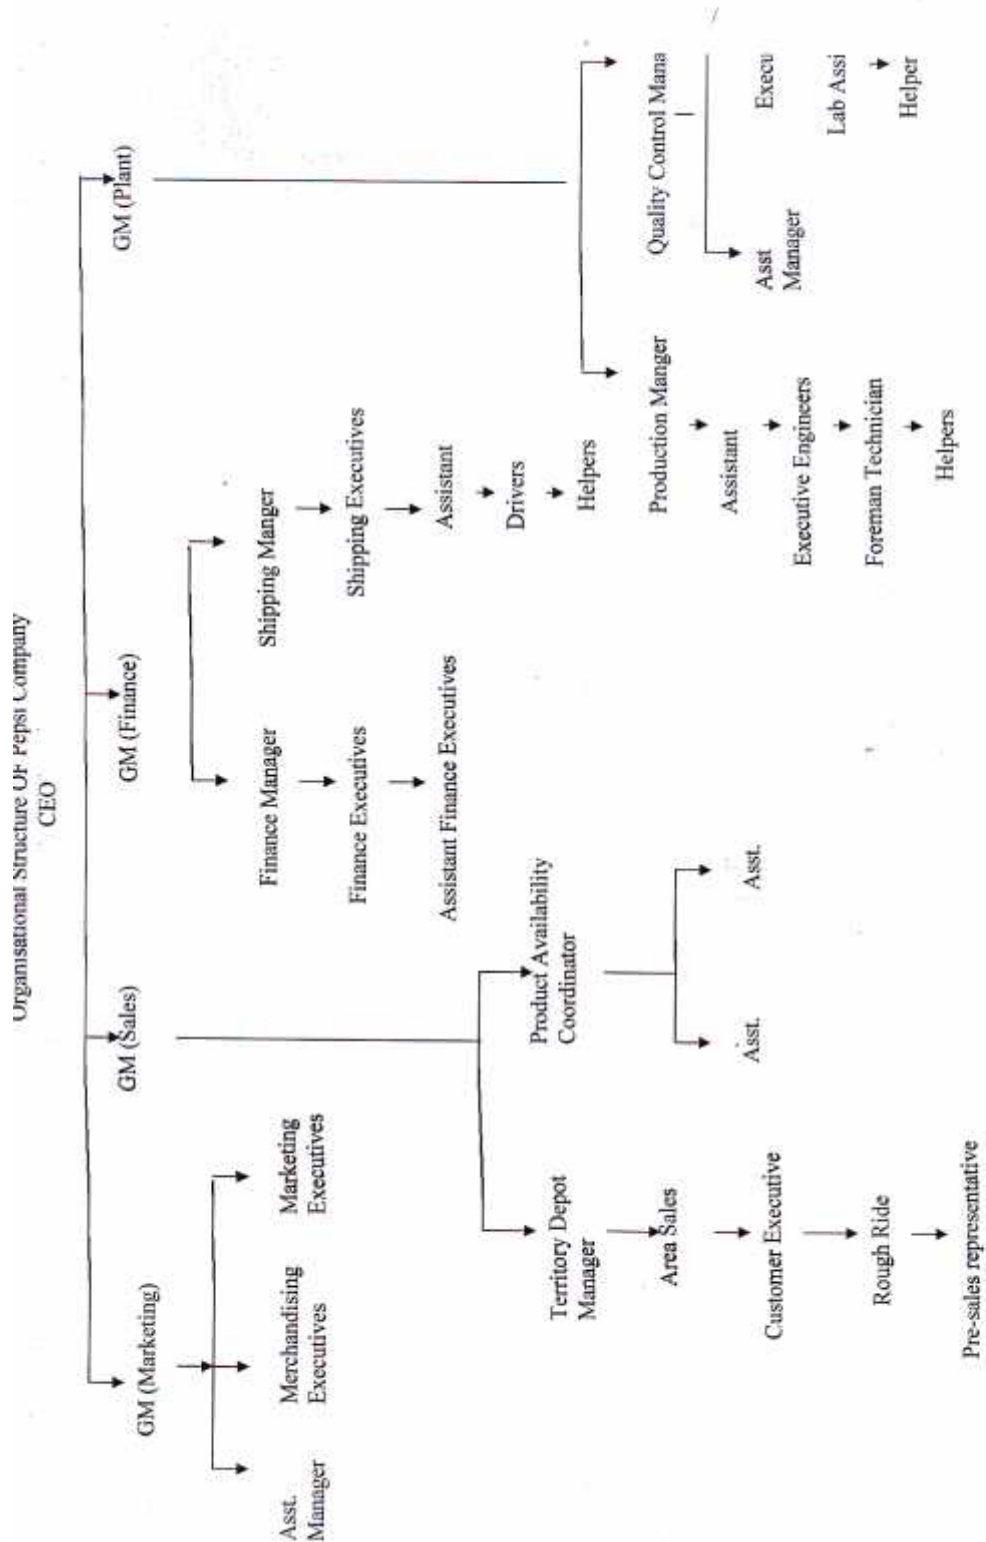 Organisational Structure OF Pepsi Company
CEO
GM (Marketing)
GM (Sales)
GM (Finance)
GM (Plant)
Asst.
Manager
Merchandising
Executives
Marketing
Executives
Territory Depot
Manager
Area Sales
Customer Executive
Rough Ride
Pre-sales representative
Product Availability
Coordinator
Asst.
Asst.
Finance Manager
Finance Executives
Assistant Finance Executives
Shipping Manger
Shipping Executives
Assistant
Drivers
Helpers
Production Manger
Assistant
Executive Engineers
Foreman Technician
Helpers
Quality Control Mana
Asst
Manager
Execu
Lab Assi
Helper